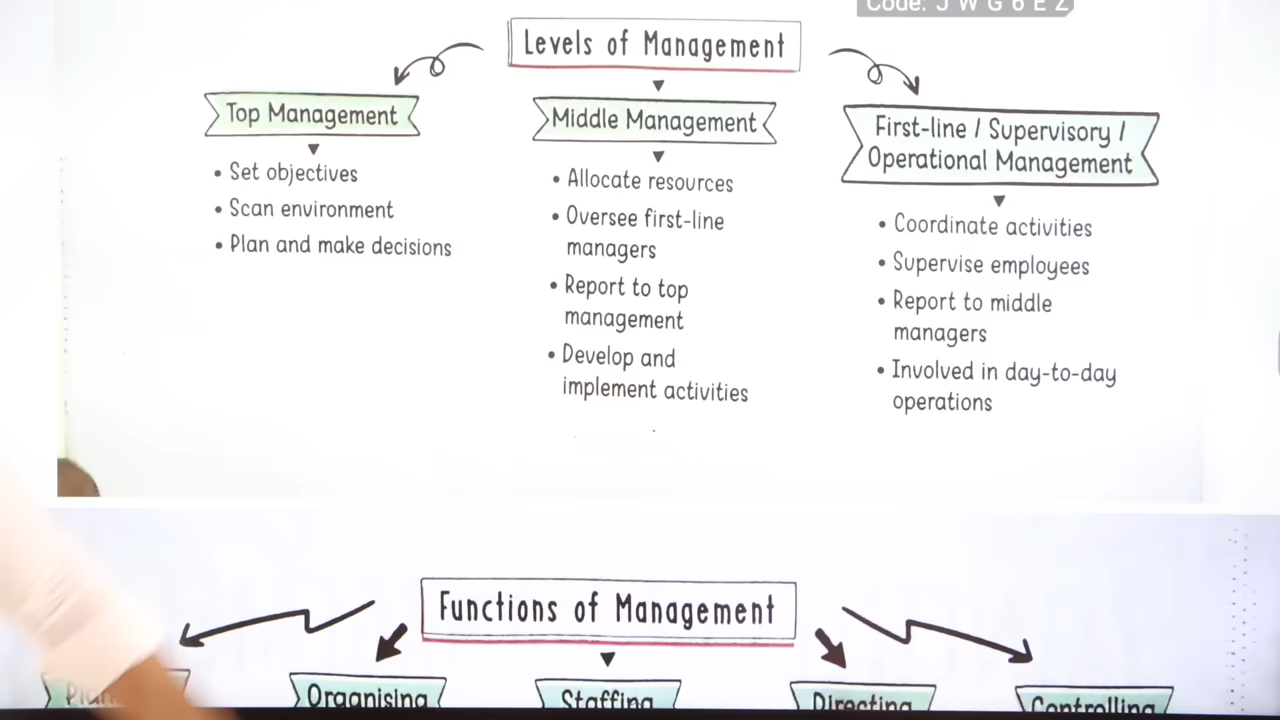 Code: J W G 6 E Z
Levels of Management
Top Management
• Set objectives
• Scan environment
• Plan and make decisions
Middle Management
• Allocate resources
• Oversee first-line
managers
• Report to top
management
• Develop and
implement activities
First-line / Supervisory /
Operational Management
• Coordinate activities
• Supervise employees
• Report to middle
managers
• Involved in day-to-day
operations
Functions of Management
Organising
Staffing
Directing
Controlling